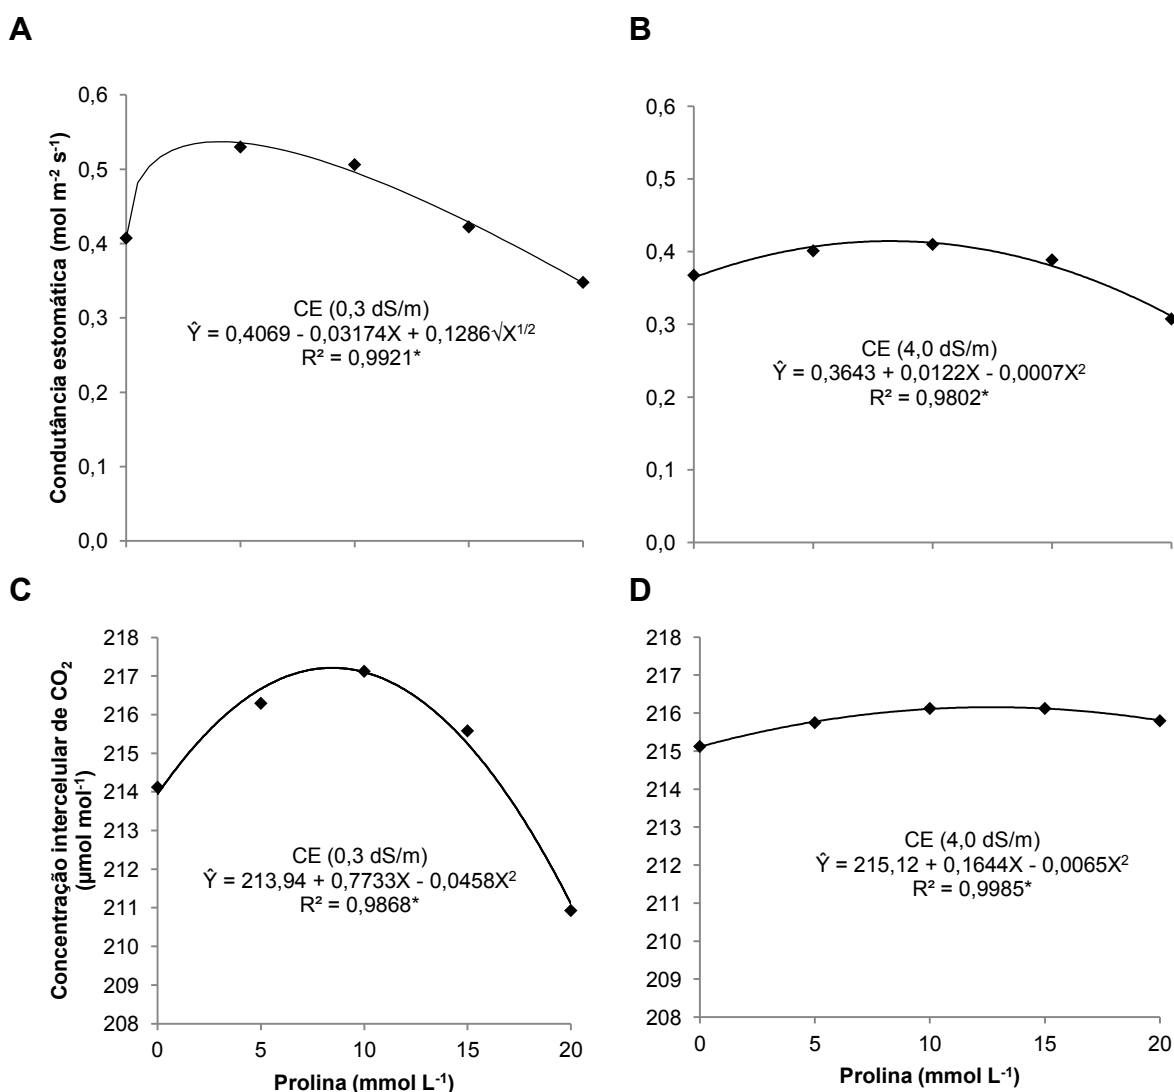 A
Condutância estomática (mol m⁻² s⁻¹)
0,6
0,5
0,4
0,3
0,2
0,1
0,0
CE (0,3 dS/m)
Ŷ = 0,4069 - 0,03174X + 0,1286√X¹ᐟ²
R² = 0,9921*
B
0,6
0,5
0,4
0,3
0,2
0,1
0,0
CE (4,0 dS/m)
Ŷ = 0,3643 + 0,0122X - 0,0007X²
R² = 0,9802*
C
Concentração intercelular de CO₂
(µmol mol⁻¹)
218
217
216
215
214
213
212
211
210
209
208
CE (0,3 dS/m)
Ŷ = 213,94 + 0,7733X - 0,0458X²
R² = 0,9868*
0 5 10 15 20
Prolina (mmol L⁻¹)
D
218
217
216
215
214
213
212
211
210
209
208
CE (4,0 dS/m)
Ŷ = 215,12 + 0,1644X - 0,0065X²
R² = 0,9985*
0 5 10 15 20
Prolina (mmol L⁻¹)